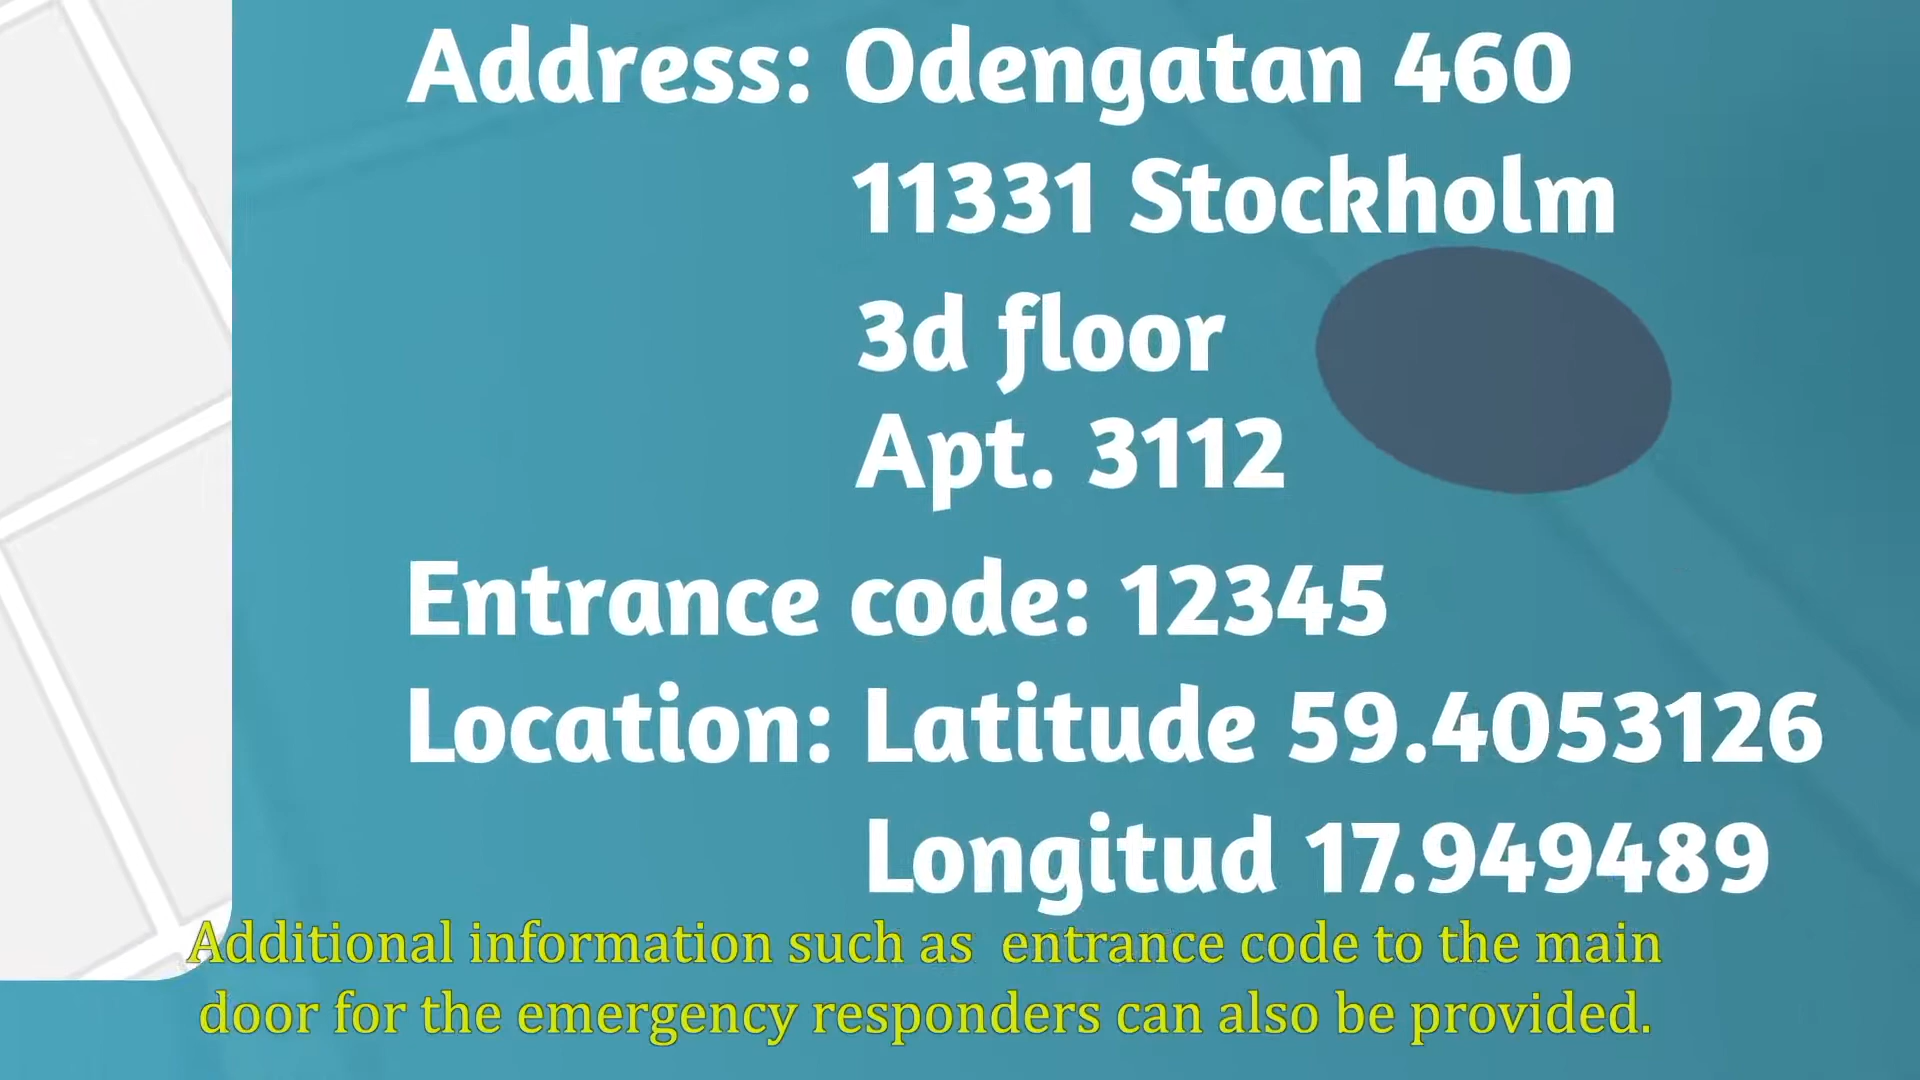 Address: Odengatan 460
11331 Stockholm
3d floor
Apt. 3112
Entrance code: 12345
Location: Latitude 59.4053126
Longitud 17.949489
Additional information such as  entrance code to the main
door for the emergency responders can also be provided.